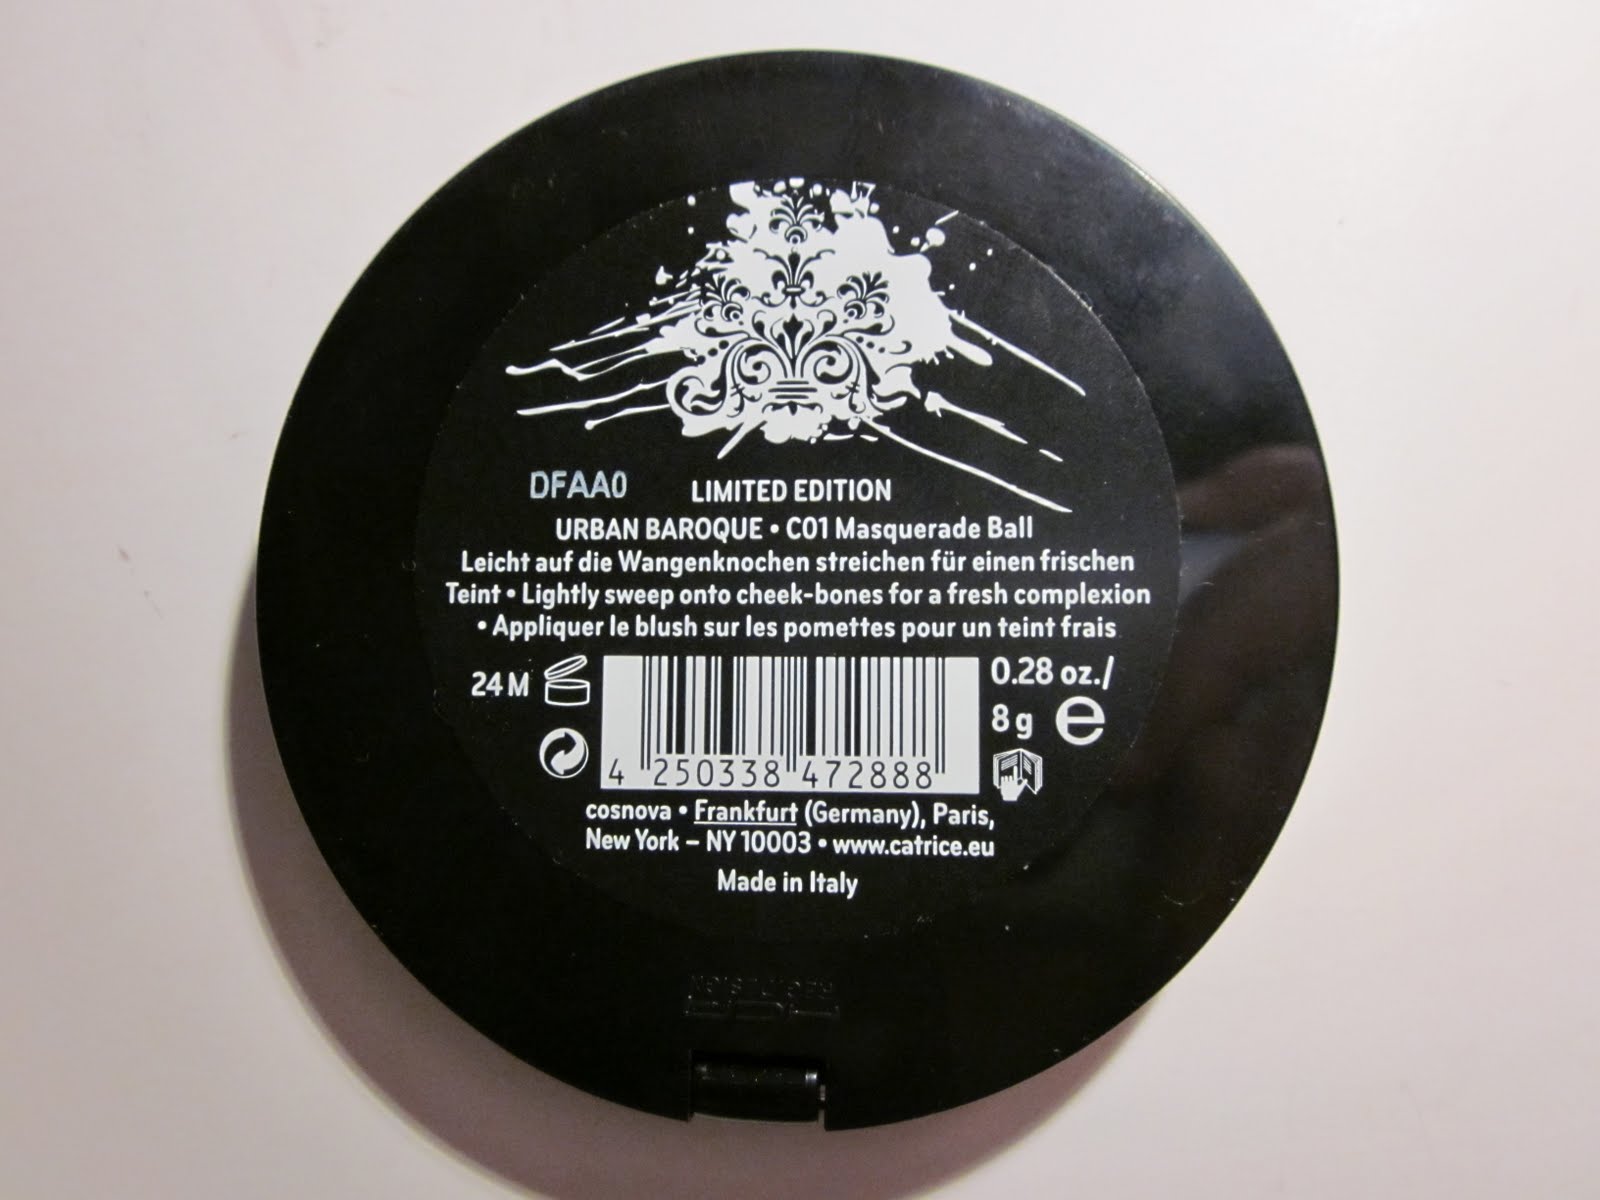 DFAA0 LIMITED EDITION
URBAN BAROQUE • C01 Masquerade Ball
Leicht auf die Wangenknochen streichen für einen frischen
Teint • Lightly sweep onto cheek-bones for a fresh complexion
• Appliquer le blush sur les pomettes pour un teint frais
24 M
0.28 oz./
8 g e
4 250338 472888
cosnova • Frankfurt (Germany), Paris,
New York – NY 10003 • www.catrice.eu
Made in Italy